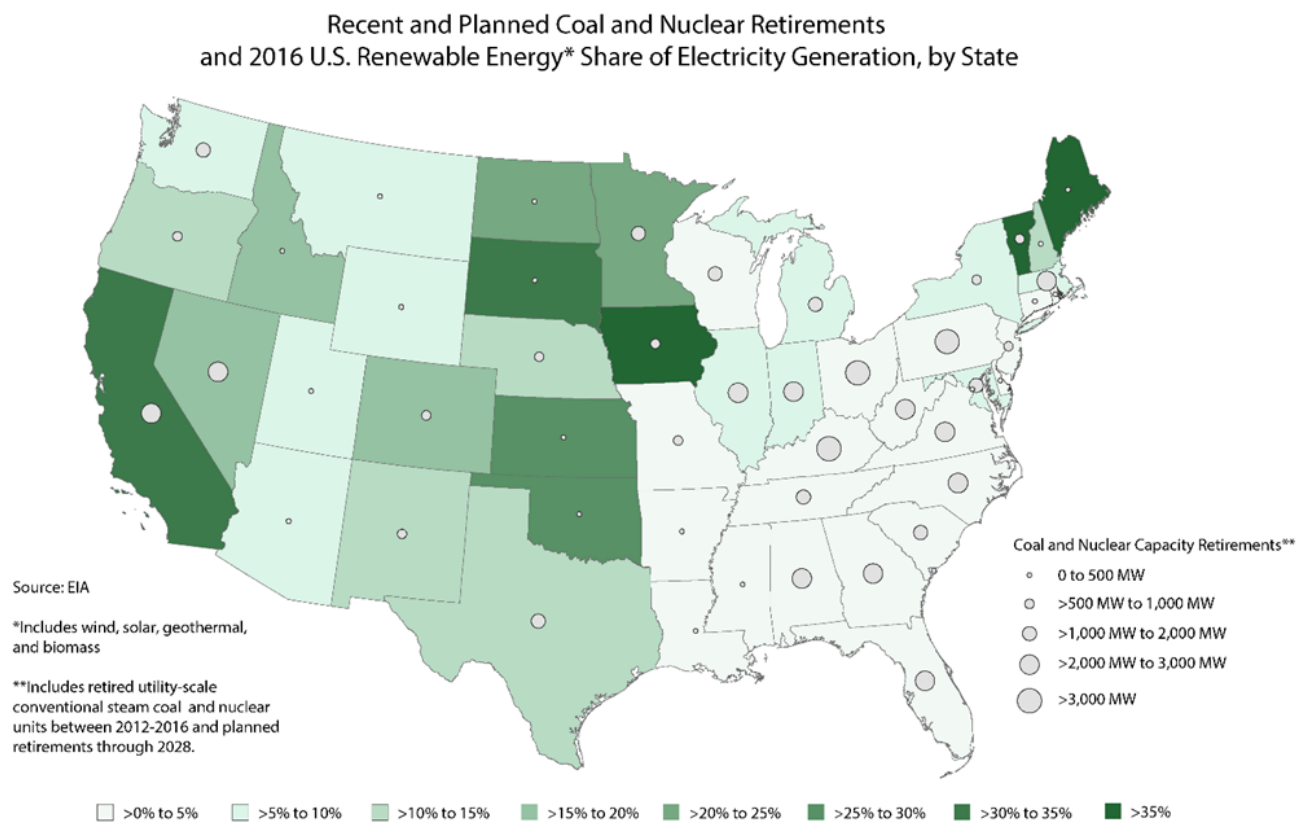 Recent and Planned Coal and Nuclear Retirements
and 2016 U.S. Renewable Energy* Share of Electricity Generation, by State
Coal and Nuclear Capacity Retirements**
0 to 500 MW
>500 MW to 1,000 MW
>1,000 MW to 2,000 MW
>2,000 MW to 3,000 MW
>3,000 MW
Source: EIA
*Includes wind, solar, geothermal,
and biomass
**Includes retired utility-scale
conventional steam coal and nuclear
units between 2012-2016 and planned
retirements through 2028.
>0% to 5%
>5% to 10%
>10% to 15%
>15% to 20%
>20% to 25%
>25% to 30%
>30% to 35%
>35%